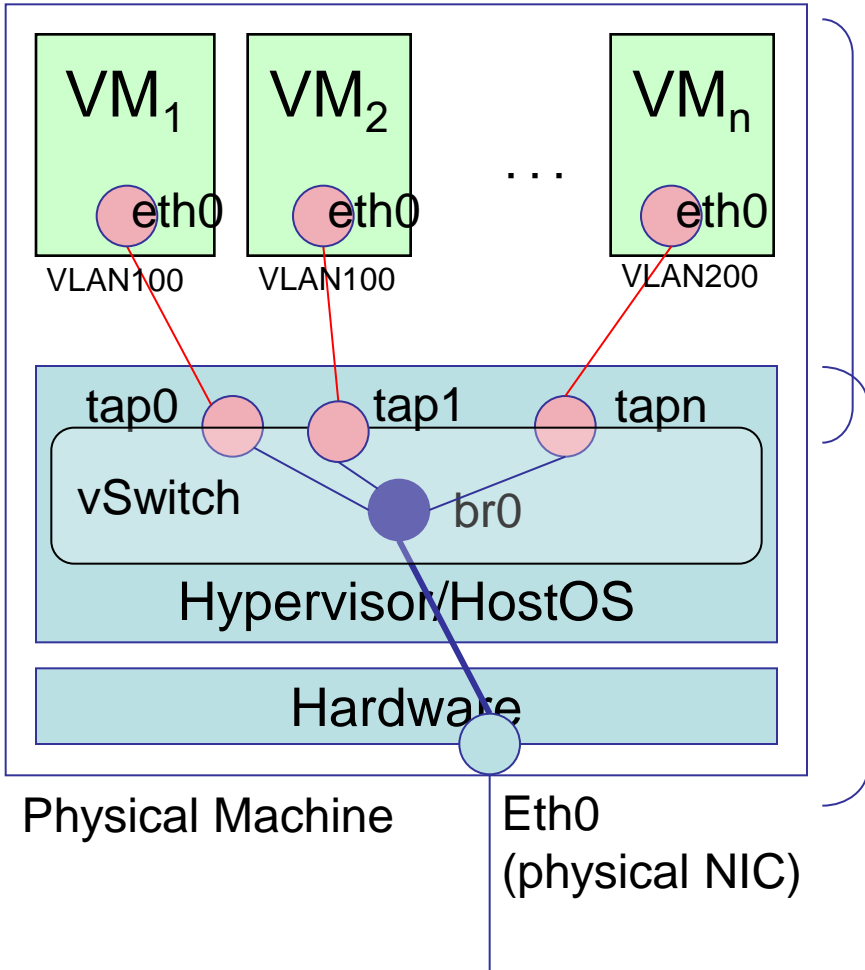 VM₁ VM₂ VMₙ
. . .
eth0 eth0 eth0
VLAN100 VLAN100 VLAN200
tap0 tap1 tapn
vSwitch br0
Hypervisor/HostOS
Hardware
Physical Machine Eth0
(physical NIC)